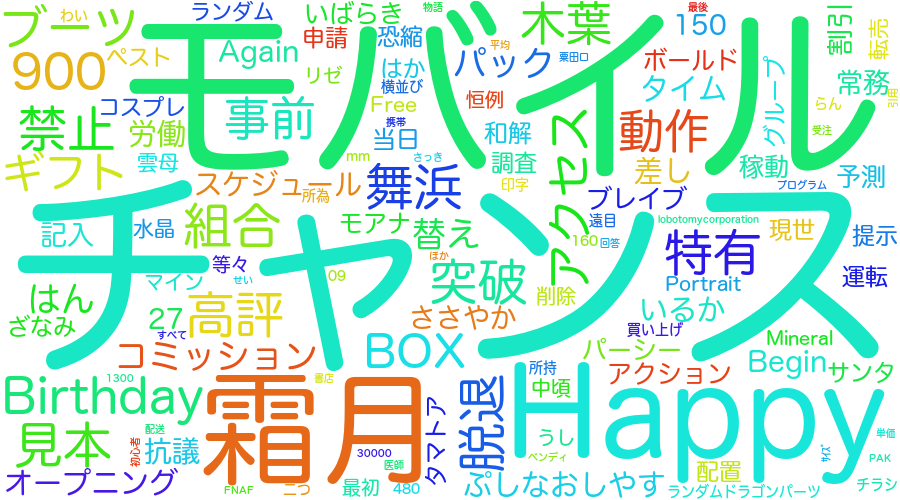 ブーツ
モバイル
ランダム
いばらき
物語
木葉
最後
150
割引
転売
わい
900
ペスト
Again
申請
恐縮
パック
平均
粟田口
ボールド
タイム
グループ
常務
リゼ
はか
横並び
Free
恒例
らん
引用
コスプレ
禁止
労働
事前
携帯
当日
和解
動作
受注
稼動
予測
ギフト
雲母
mm
さっき
調査
アクセス
差し
プログラム
スケジュール
所為
舞浜
印字
ブレイブ
チャンス
組合
モアナ
替え
遠目
lobotomycorporation
現世
提示
記入
水晶
等々
ほか
160
回答
特有
はん
マイン
09
せい
突破
削除
Portrait
運転
ざなみ
27
高評
ささやか
いるか
すべて
買い上げ
Mineral
コミッション
BOX
パーシー
Begin
サンタ
1300
書店
霜月
脱退
所持
中頃
Happy
アクション
Birthday
タマトア
見本
配送
初心者
抗議
30000
うし
サイズ
単価
オープニング
FNAF
二つ
医師
最初
480
ベンディ
ぷしなおしやす
配置
ランダムドラゴンパーツ
PAK
チラシ